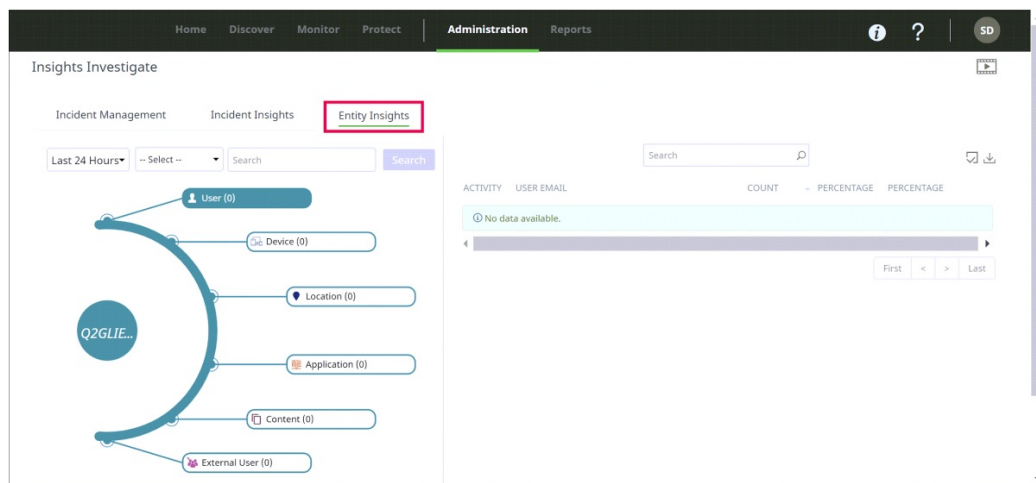 Home Discover Monitor Protect Administration Reports i ? SD
Insights Investigate
Incident Management Incident Insights Entity Insights
Last 24 Hours -- Select -- Search Search
Search
ACTIVITY USER EMAIL COUNT - PERCENTAGE PERCENTAGE
No data available.
First < > Last
User (0)
Device (0)
Location (0)
Q2GLIE...
Application (0)
Content (0)
External User (0)